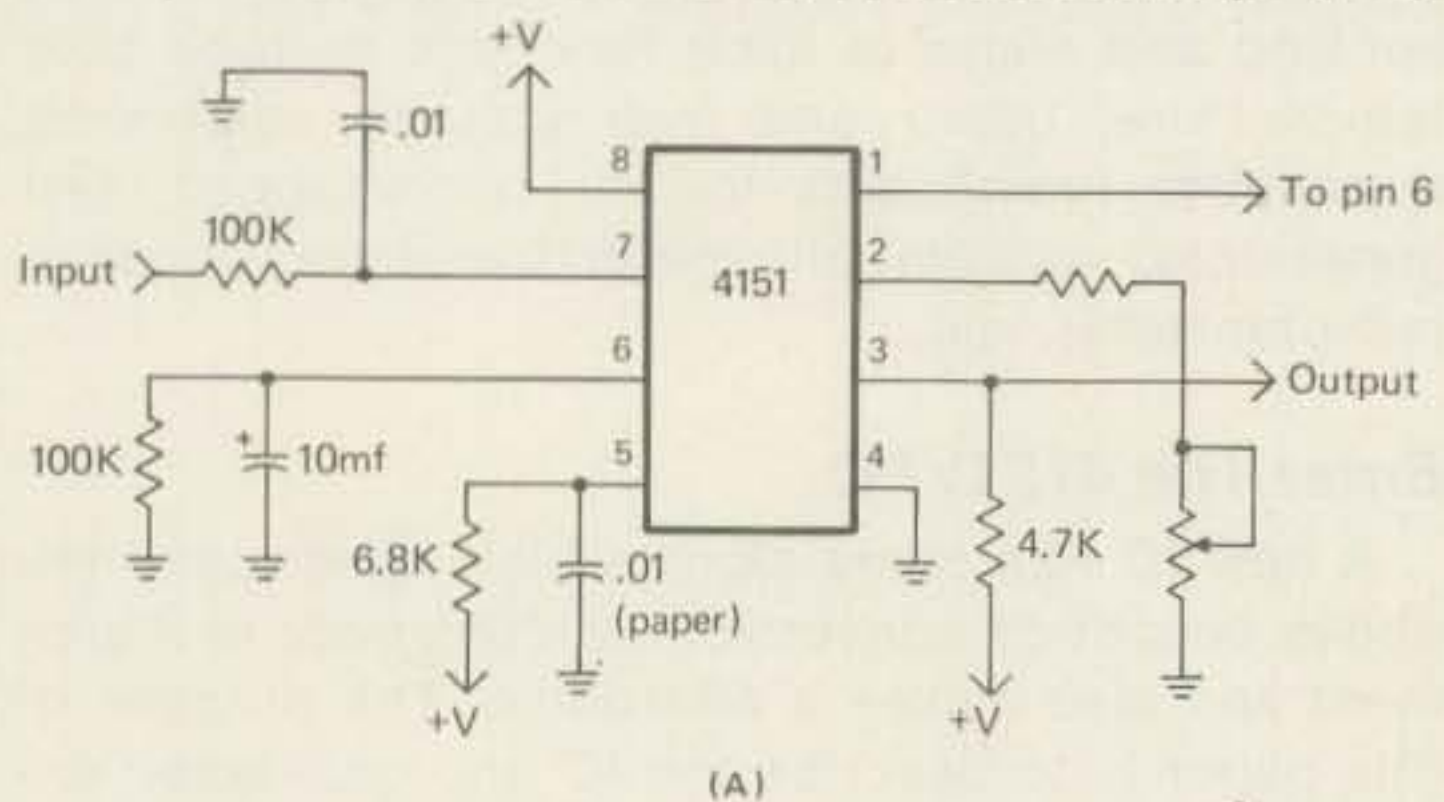 +V
.01
8
1
To pin 6
100K
7
2
Input
4151
6
3
Output
100K
+
10mf
5
4
6.8K
.01
(paper)
4.7K
+V
+V
(A)